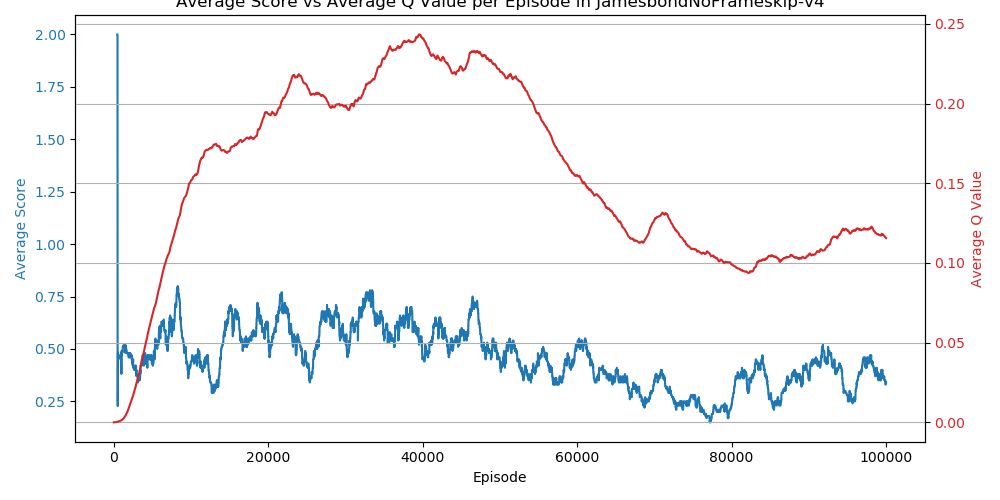 Average Score vs Average Q Value per Episode in JamesbondNoFrameskip-v4
2.00
1.75
1.50
1.25
1.00
0.75
0.50
0.25
Average Score
0.25
0.20
0.15
0.10
0.05
0.00
Average Q Value
0 20000 40000 60000 80000 100000
Episode